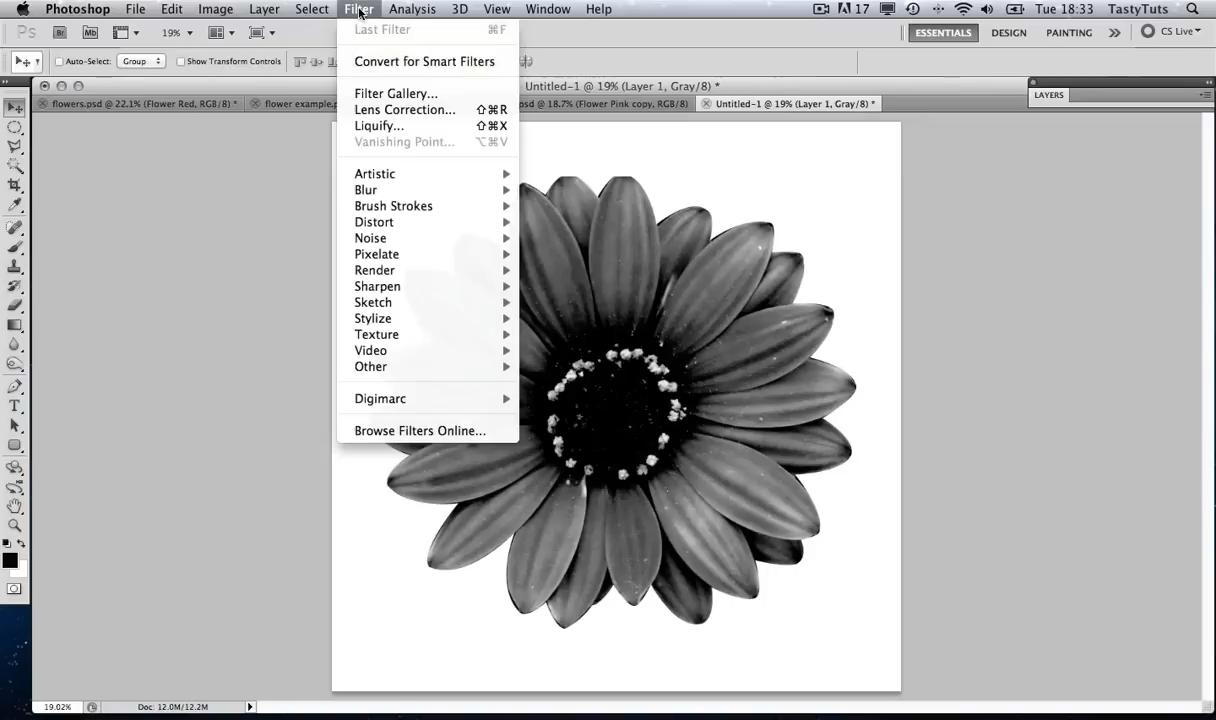 Photoshop File Edit Image Layer Select Filter Analysis 3D View Window Help 17 Tue 18:33 TastyTuts
Ps Br Mb 19% ESSENTIALS DESIGN PAINTING CS Live
Auto-Select: Group Show Transform Controls
Untitled-1 @ 19% (Layer 1, Gray/8) *
flowers.psd @ 22.1% (Flower Red, RGB/8) * flower example.p sd @ 18.7% (Flower Pink copy, RGB/8) Untitled-1 @ 19% (Layer 1, Gray/8) *
LAYERS
Last Filter ⌘F
Convert for Smart Filters
Filter Gallery...
Lens Correction... ⇧⌘R
Liquify... ⇧⌘X
Vanishing Point... ⌥⌘V
Artistic
Blur
Brush Strokes
Distort
Noise
Pixelate
Render
Sharpen
Sketch
Stylize
Texture
Video
Other
Digimarc
Browse Filters Online...
19.02% Doc: 12.0M/12.2M